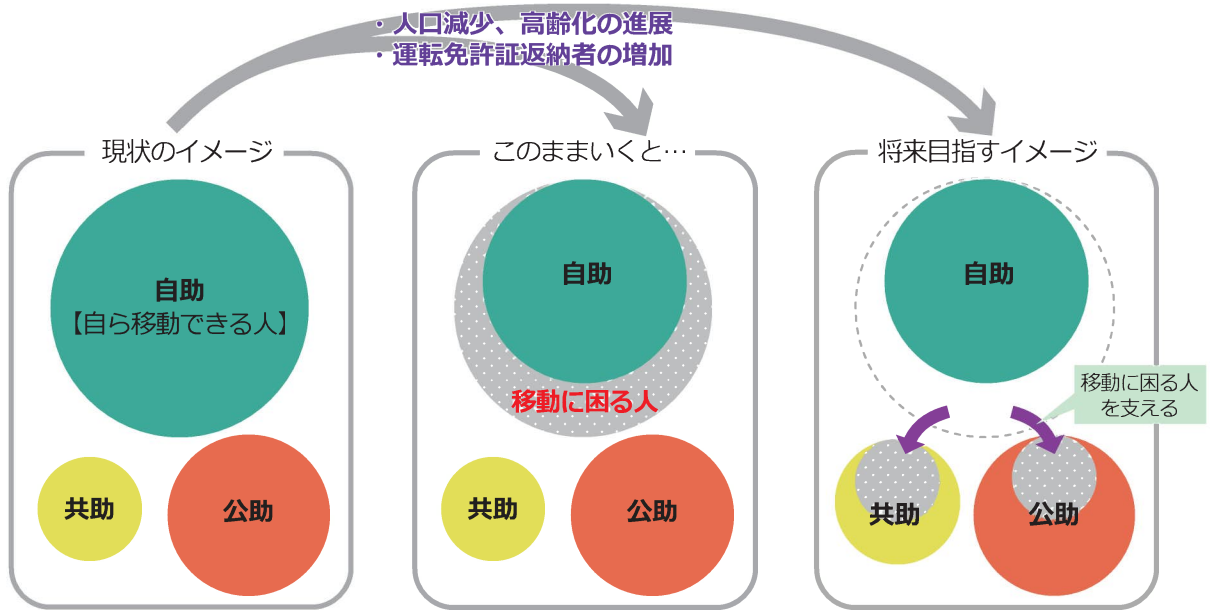 ・人口減少、高齢化の進展
・運転免許証返納者の増加
現状のイメージ
自助
【自ら移動できる人】
共助
公助
このままいくと…
自助
移動に困る人
共助
公助
将来目指すイメージ
自助
移動に困る人
を支える
共助
公助